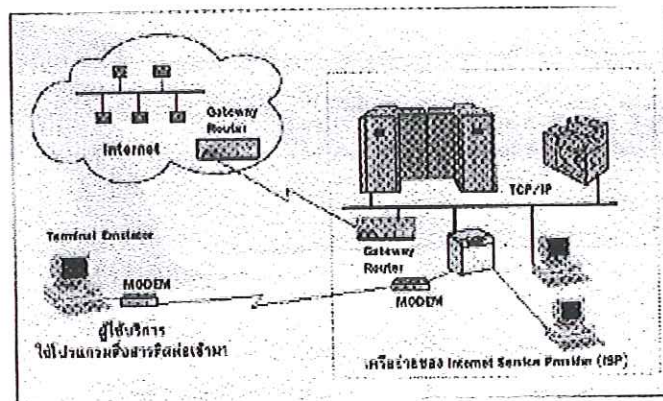 Gateway
Router
Internet
TCP/IP
Gateway
Router
Terminal Emulator
MODEM
MODEM
ผู้ใช้บริการ
ใช้โปรแกรมสื่อสารติดต่อเข้ามา
เครือข่ายของ Internet Service Provider (ISP)